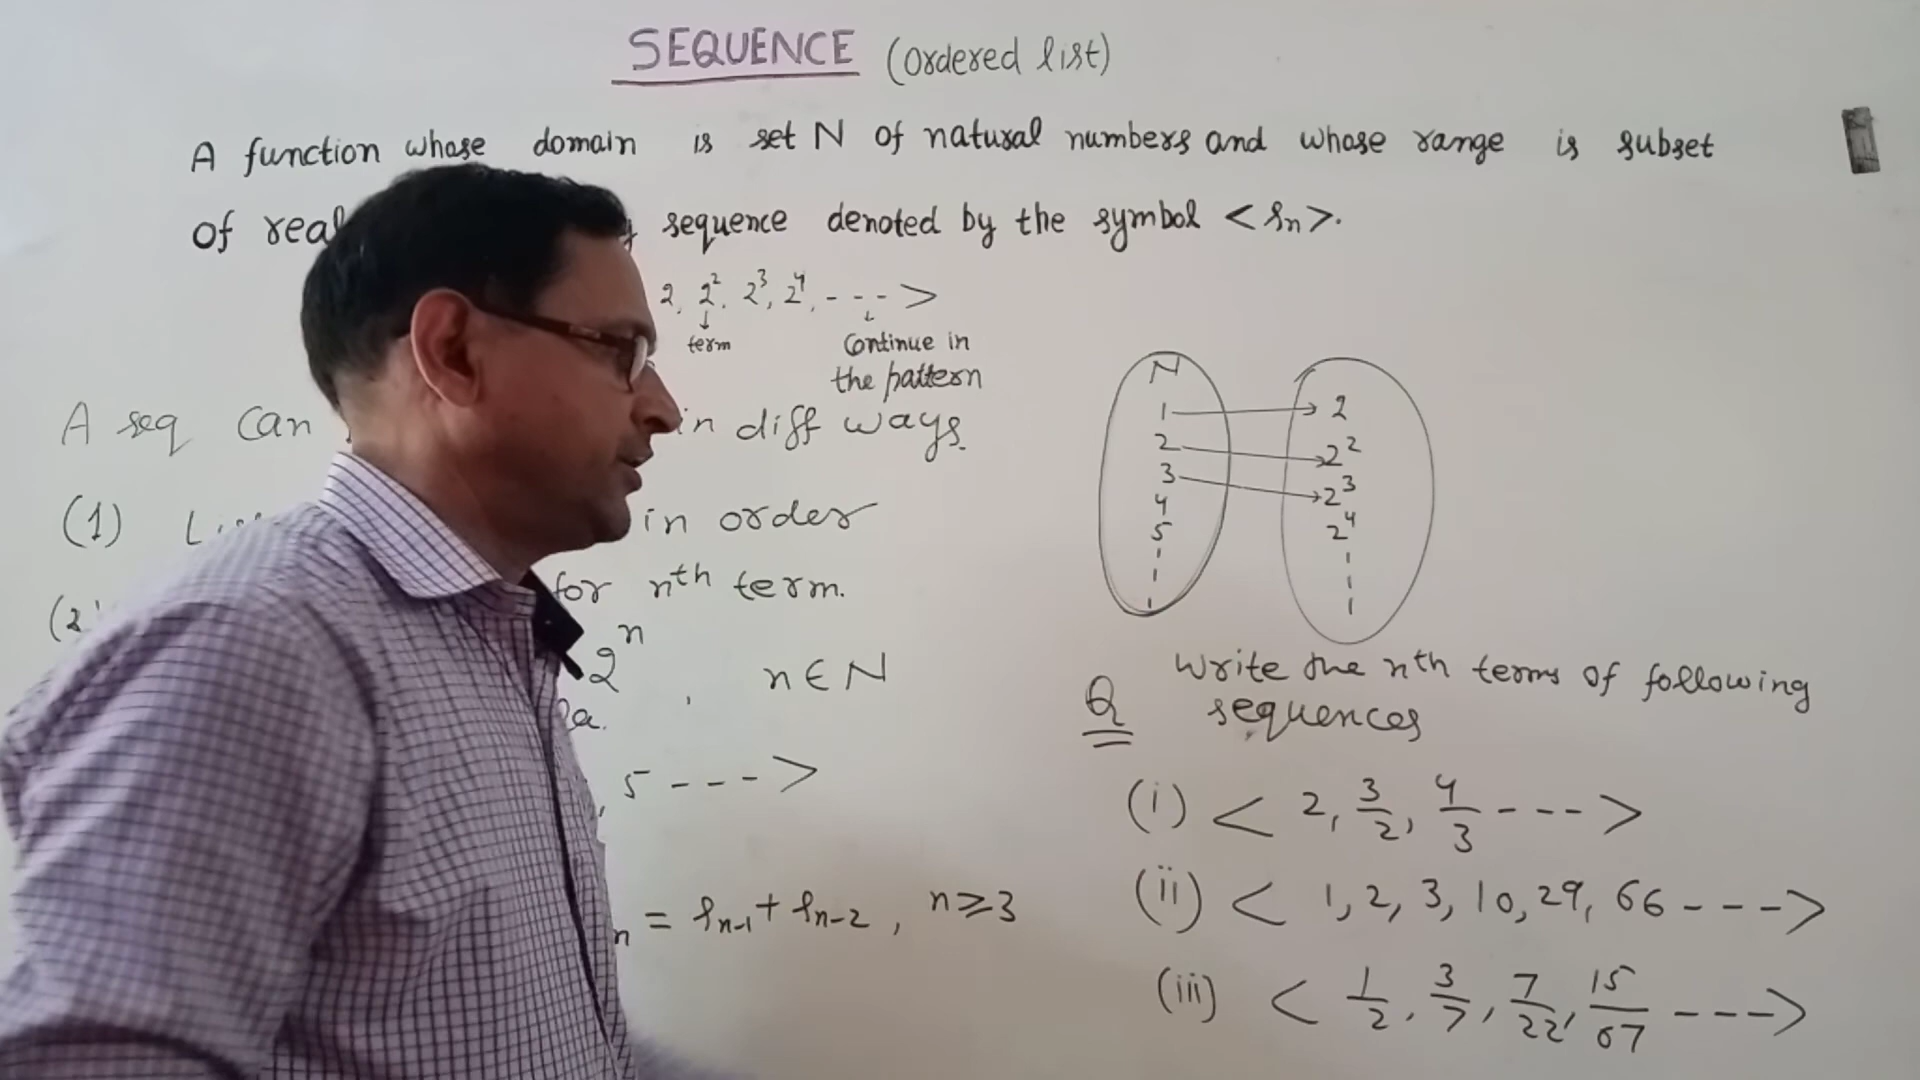 SEQUENCE (ordered list)
A function whose domain is set N of natural numbers and whose range is subset
of real sequence denoted by the symbol < Sn >.
2, 2², 2³, 2⁴, - - - >
↓ ↓
term Continue in
the pattern
A seq can in diff ways.
(1) in order
(2) for nth term.
2ⁿ, n ∈ N
5 - - - >
n = Sn-1 + Sn-2, n ≥ 3
N
1 → 2
2 → 2²
3 → 2³
4 2⁴
5
Q Write the nth terms of following
sequences
(i) < 2, 3/2, 4/3 - - - >
(ii) < 1, 2, 3, 10, 29, 66 - - - >
(iii) < 1/2, 3/7, 7/22, 15/67 - - - >